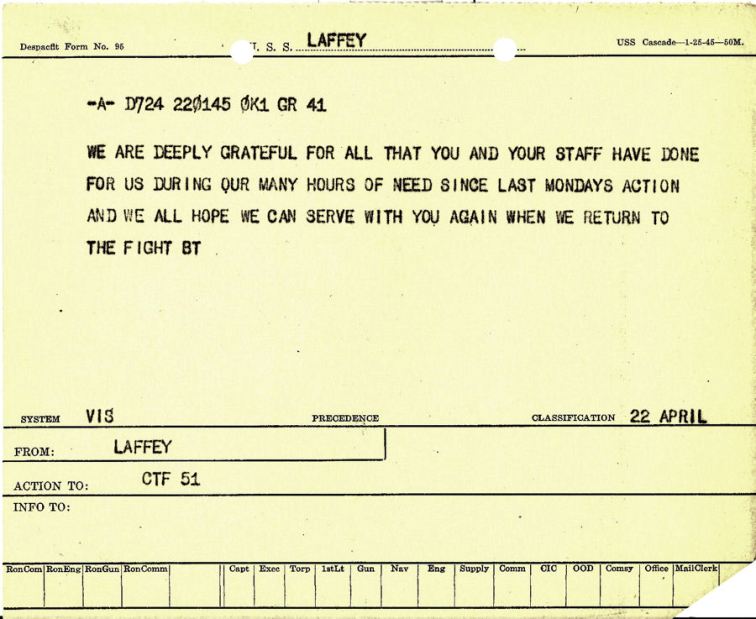 Despacht Form No. 95 U. S. S. LAFFEY USS Cascade—1-25-45—50M.
-A- D724 220145 0K1 GR 41
WE ARE DEEPLY GRATEFUL FOR ALL THAT YOU AND YOUR STAFF HAVE DONE
FOR US DURING OUR MANY HOURS OF NEED SINCE LAST MONDAYS ACTION
AND WE ALL HOPE WE CAN SERVE WITH YOU AGAIN WHEN WE RETURN TO
THE FIGHT BT
SYSTEM VIS PRECEDENCE CLASSIFICATION 22 APRIL
FROM: LAFFEY
ACTION TO: CTF 51
INFO TO:
RonCom RonEng RonGun RonComm Capt Exec Torp 1stLt Gun Nav Eng Supply Comm CIC OOD Comsy Office MailClerk